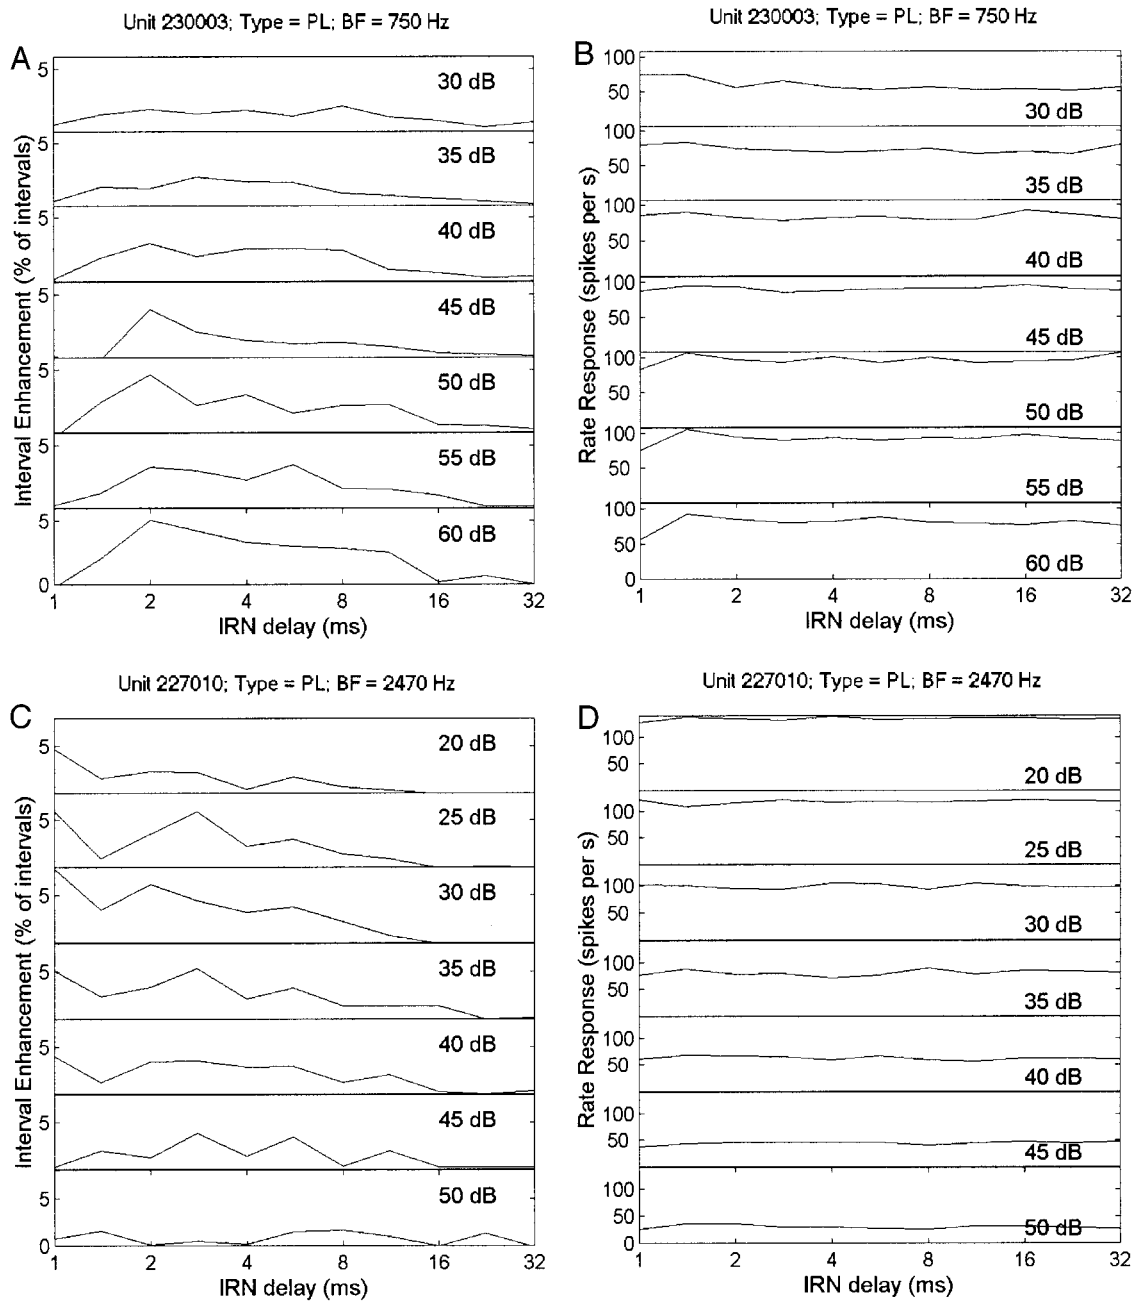 Unit 230003; Type = PL; BF = 750 Hz
A
Interval Enhancement (% of intervals)
5
30 dB
5
35 dB
5
40 dB
5
45 dB
5
50 dB
5
55 dB
5
60 dB
0
1 2 4 8 16 32
IRN delay (ms)
Unit 230003; Type = PL; BF = 750 Hz
B
Rate Response (spikes per s)
100
50
30 dB
100
50
35 dB
100
50
40 dB
100
50
45 dB
100
50
50 dB
100
50
55 dB
100
50
60 dB
0
1 2 4 8 16 32
IRN delay (ms)
Unit 227010; Type = PL; BF = 2470 Hz
C
Interval Enhancement (% of intervals)
5
20 dB
5
25 dB
5
30 dB
5
35 dB
5
40 dB
5
45 dB
5
50 dB
0
1 2 4 8 16 32
IRN delay (ms)
Unit 227010; Type = PL; BF = 2470 Hz
D
Rate Response (spikes per s)
100
50
20 dB
100
50
25 dB
100
50
30 dB
100
50
35 dB
100
50
40 dB
100
50
45 dB
100
50
50 dB
0
1 2 4 8 16 32
IRN delay (ms)